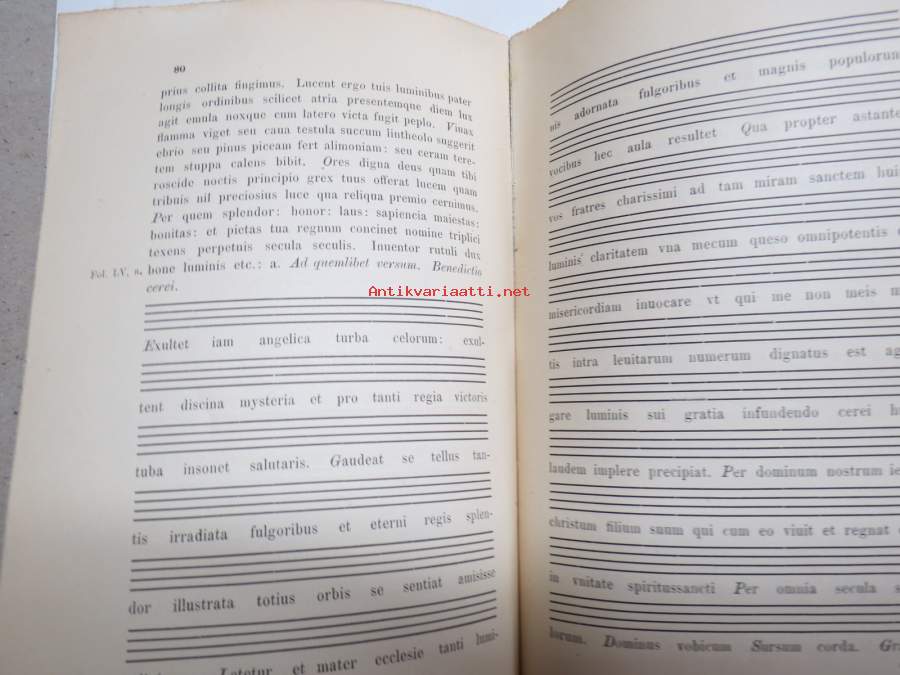 80
prius collita fingimus. Lucent ergo tuis luminibus pater
longis ordinibus scilicet atria presentemque diem lux
agit emula noxque cum latero victa fugit peplo. Viuax
flamma viget seu caua testula succum lintheolo suggerit
ebrio seu pinus piceam fert alimoniam: seu ceram tere-
tem stuppa calens bibit. Ores digna deus quam tibi
roscide noctis principio grex tuus offerat lucem quam
tribuis nil preciosius luce qua reliqua premio cernimus.
Per quem splendor: honor: laus: sapiencia maiestas:
bonitas: et pietas tua regnum concinet nomine triplici
texens perpetuis secula seculis. Inuentor rutuli dux
Fol. LV. a. bone luminis etc.: a. Ad quemlibet versum. Benedictio
cerei.
Antikvariaatti.net
Exultet iam angelica turba celorum: exul-
tent discina mysteria et pro tanti regia victoris
tuba insonet salutaris. Gaudeat se tellus tan-
tis irradiata fulgoribus et eterni regis splen-
dor illustrata totius orbis se sentiat amisisse
Letetur et mater ecclesie tanti lumi-
nis adornata fulgoribus et magnis populorum
vocibus hec aula resultet Qua propter astante
vos fratres charissimi ad tam miram sanctem hui
luminis claritatem vna mecum queso omnipotentis
misericordiam inuocare vt qui me non meis m
tis intra leuitarum numerum dignatus est ag
gare luminis sui gratia infundendo cerei h
laudem implere precipiat. Per dominum nostrum ie
christum filium suum qui cum eo viuit et regnat
in vnitate spiritussancti Per omnia secula s
lorum. Dominus vobicum Sursum corda. Gr